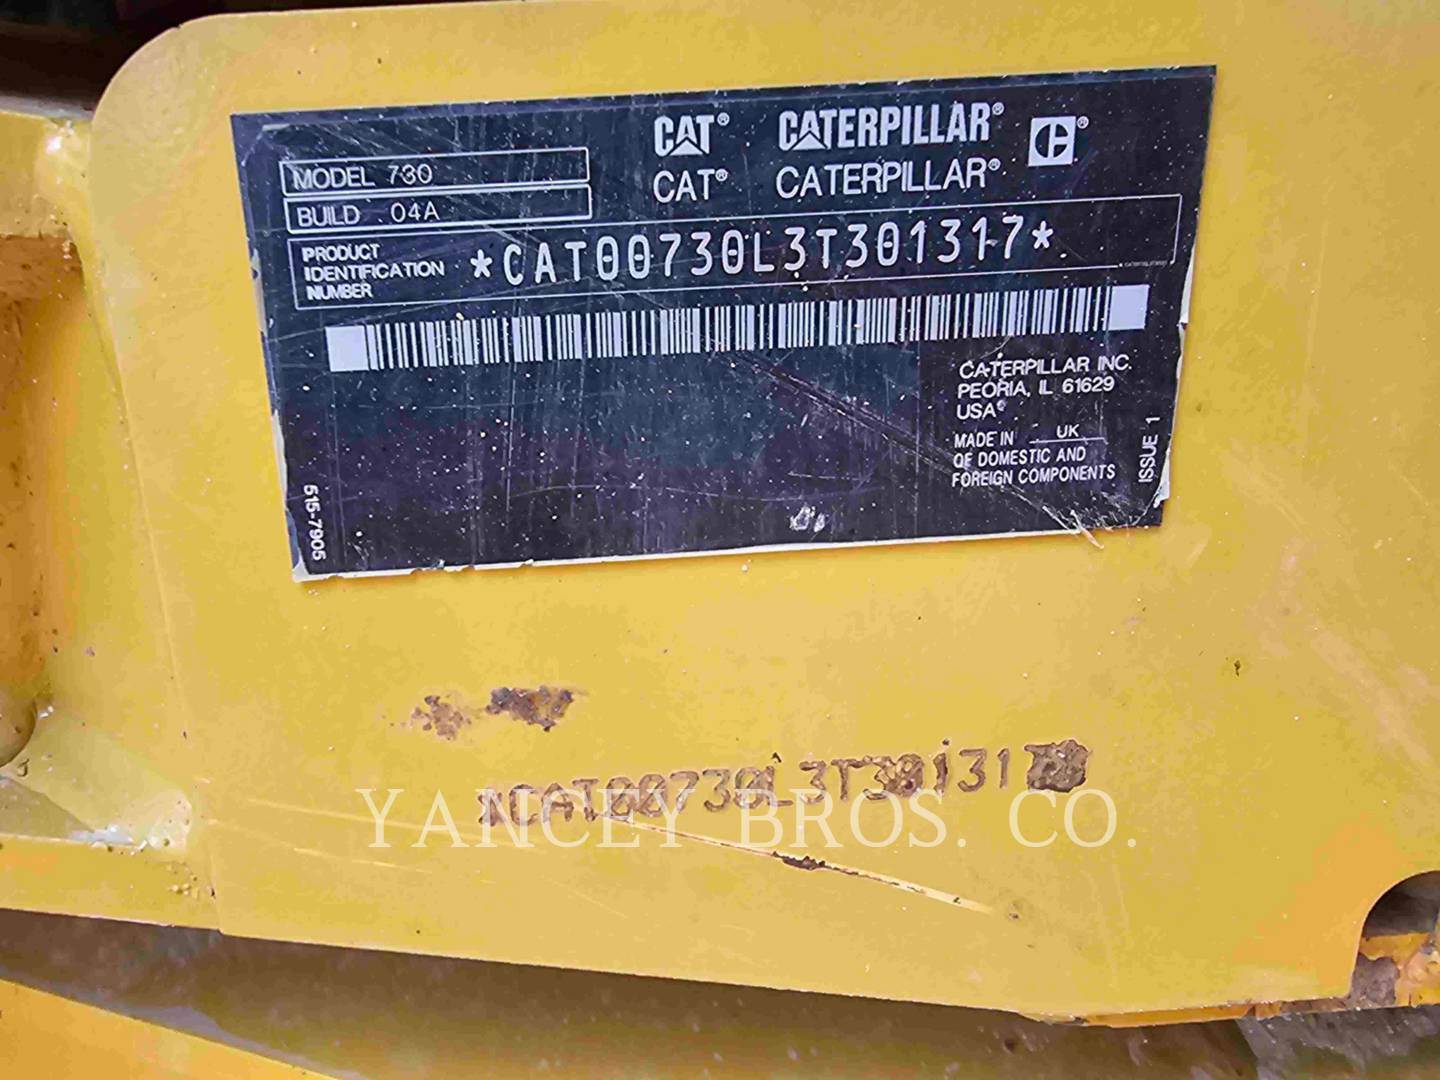 CAT® CATERPILLAR® ®
CAT® CATERPILLAR®
MODEL 730
BUILD 04A
PRODUCT
IDENTIFICATION
NUMBER
*CAT00730L3T301317*
CATERPILLAR INC.
PEORIA, IL 61629
USA
MADE IN UK
OF DOMESTIC AND
FOREIGN COMPONENTS
ISSUE 1
515-7905
CAT00730L3T301317
YANCEY BROS. CO.